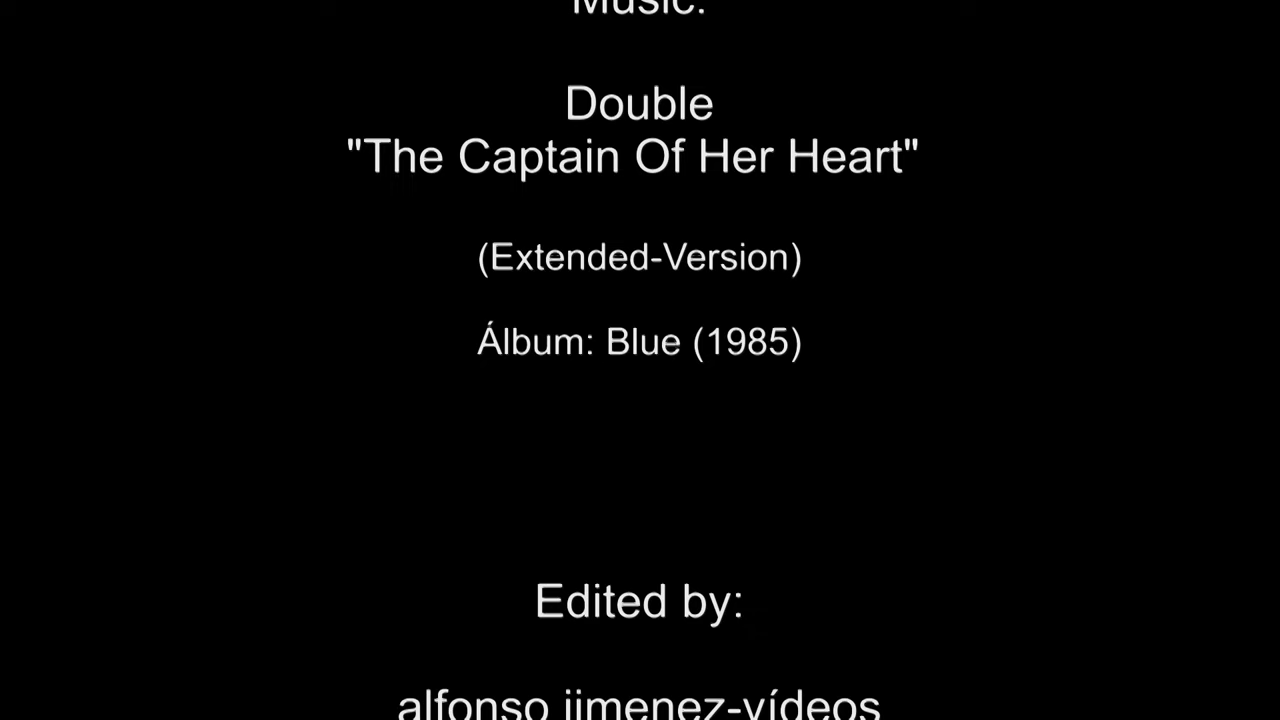 Music:
Double
"The Captain Of Her Heart"
(Extended-Version)
Álbum: Blue (1985)
Edited by:
alfonso jimenez-vídeos